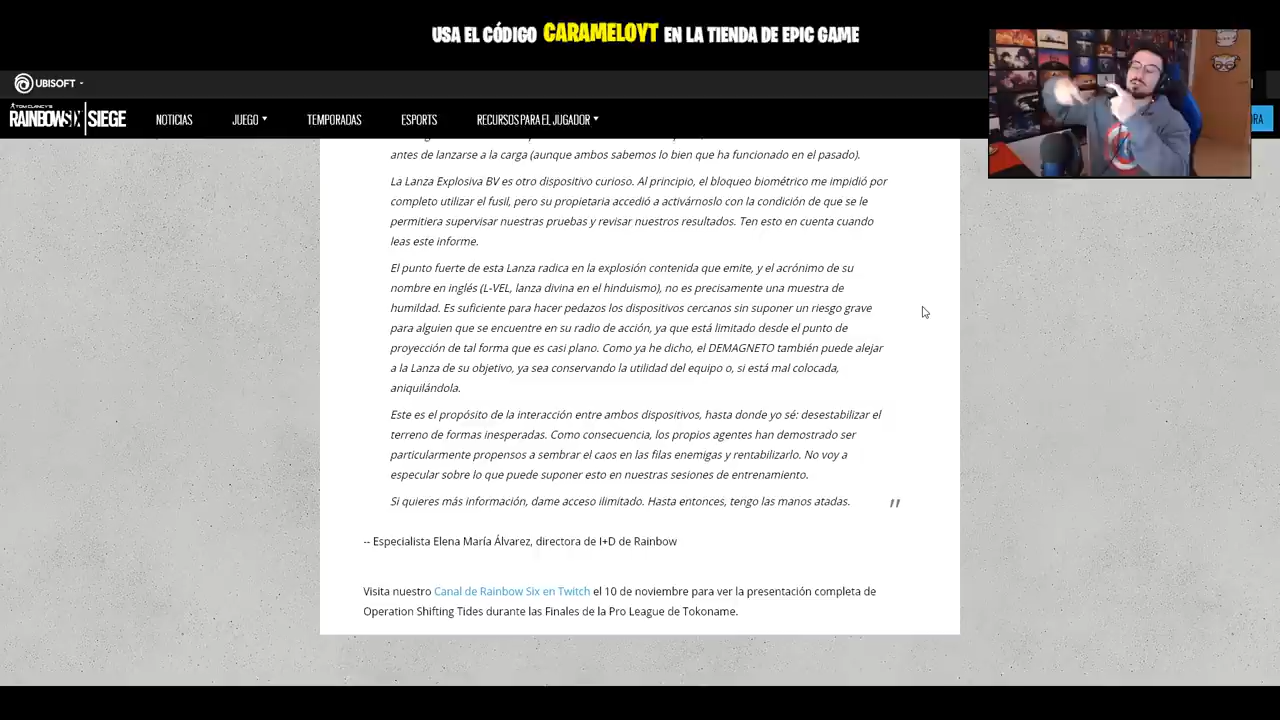 USA EL CÓDIGO CARAMELOYT EN LA TIENDA DE EPIC GAME
UBISOFT
TOM CLANCY'S
RAINBOW SIX | SIEGE
NOTICIAS
JUEGO
TEMPORADAS
ESPORTS
RECURSOS PARA EL JUGADOR
antes de lanzarse a la carga (aunque ambos sabemos lo bien que ha funcionado en el pasado).
La Lanza Explosiva BV es otro dispositivo curioso. Al principio, el bloqueo biométrico me impidió por
completo utilizar el fusil, pero su propietaria accedió a activárnoslo con la condición de que se le
permitiera supervisar nuestras pruebas y revisar nuestros resultados. Ten esto en cuenta cuando
leas este informe.
El punto fuerte de esta Lanza radica en la explosión contenida que emite, y el acrónimo de su
nombre en inglés (L-VEL, lanza divina en el hinduismo), no es precisamente una muestra de
humildad. Es suficiente para hacer pedazos los dispositivos cercanos sin suponer un riesgo grave
para alguien que se encuentre en su radio de acción, ya que está limitado desde el punto de
proyección de tal forma que es casi plano. Como ya he dicho, el DEMAGNETO también puede alejar
a la Lanza de su objetivo, ya sea conservando la utilidad del equipo o, si está mal colocada,
aniquilándola.
Este es el propósito de la interacción entre ambos dispositivos, hasta donde yo sé: desestabilizar el
terreno de formas inesperadas. Como consecuencia, los propios agentes han demostrado ser
particularmente propensos a sembrar el caos en las filas enemigas y rentabilizarlo. No voy a
especular sobre lo que puede suponer esto en nuestras sesiones de entrenamiento.
Si quieres más información, dame acceso ilimitado. Hasta entonces, tengo las manos atadas. "
-- Especialista Elena María Álvarez, directora de I+D de Rainbow
Visita nuestro Canal de Rainbow Six en Twitch el 10 de noviembre para ver la presentación completa de
Operation Shifting Tides durante las Finales de la Pro League de Tokoname.